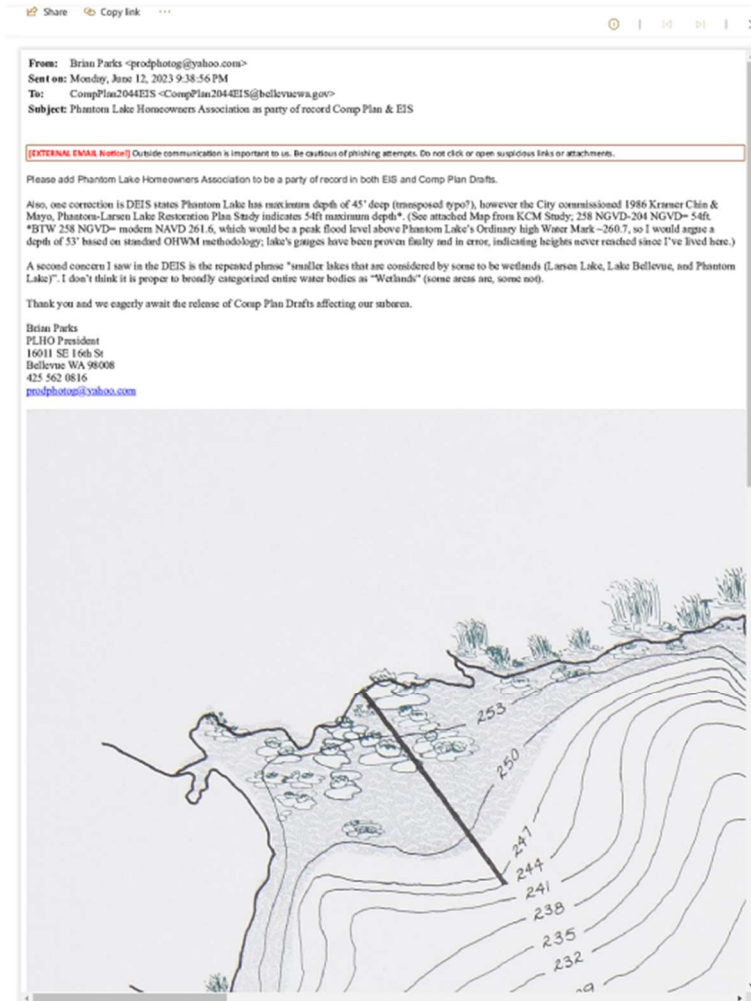 Share Copy link ...
From: Brian Parks <prodphotog@yahoo.com>
Sent on: Monday, June 12, 2023 9:38:56 PM
To: CompPlan2044EIS <CompPlan2044EIS@bellevuewa.gov>
Subject: Phantom Lake Homeowners Association as party of record Comp Plan & EIS
[EXTERNAL EMAIL Notice!] Outside communication is important to us. Be cautious of phishing attempts. Do not click or open suspicious links or attachments.
Please add Phantom Lake Homeowners Association to be a party of record in both EIS and Comp Plan Drafts.
Also, one correction is DEIS states Phantom Lake has maximum depth of 45' deep (transposed typo?), however the City commissioned 1986 Kramer Chin &
Mayo, Phantom-Larsen Lake Restoration Plan Study indicates 54ft maximum depth*. (See attached Map from KCM Study; 258 NGVD-204 NGVD= 54ft.
*BTW 258 NGVD= modern NAVD 261.6, which would be a peak flood level above Phantom Lake's Ordinary high Water Mark ~260.7, so I would argue a
depth of 53' based on standard OHWM methodology; lake's gauges have been proven faulty and in error, indicating heights never reached since I've lived here.)
A second concern I saw in the DEIS is the repeated phrase "smaller lakes that are considered by some to be wetlands (Larsen Lake, Lake Bellevue, and Phantom
Lake)". I don't think it is proper to broadly categorized entire water bodies as "Wetlands" (some areas are, some not).
Thank you and we eagerly await the release of Comp Plan Drafts affecting our subarea.
Brian Parks
PLHO President
16011 SE 16th St
Bellevue WA 98008
425 562 0816
prodphotog@yahoo.com
253
250
247
244
241
238
235
232